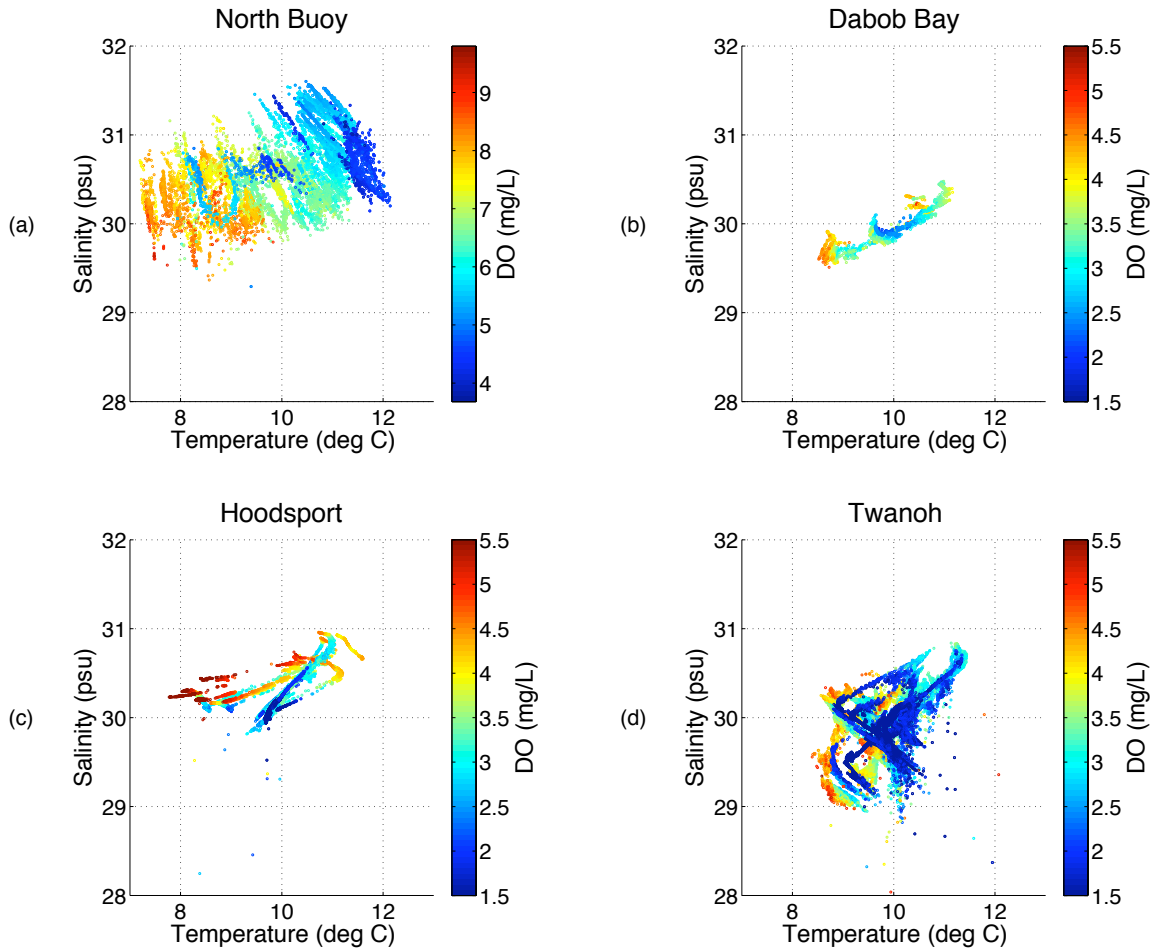 North Buoy
32
31
30
29
28
Salinity (psu)
(a)
8 10 12
Temperature (deg C)
9
8
7
6
5
4
DO (mg/L)
Dabob Bay
32
31
30
29
28
Salinity (psu)
(b)
8 10 12
Temperature (deg C)
5.5
5
4.5
4
3.5
3
2.5
2
1.5
DO (mg/L)
Hoodsport
32
31
30
29
28
Salinity (psu)
(c)
8 10 12
Temperature (deg C)
5.5
5
4.5
4
3.5
3
2.5
2
1.5
DO (mg/L)
Twanoh
32
31
30
29
28
Salinity (psu)
(d)
8 10 12
Temperature (deg C)
5.5
5
4.5
4
3.5
3
2.5
2
1.5
DO (mg/L)